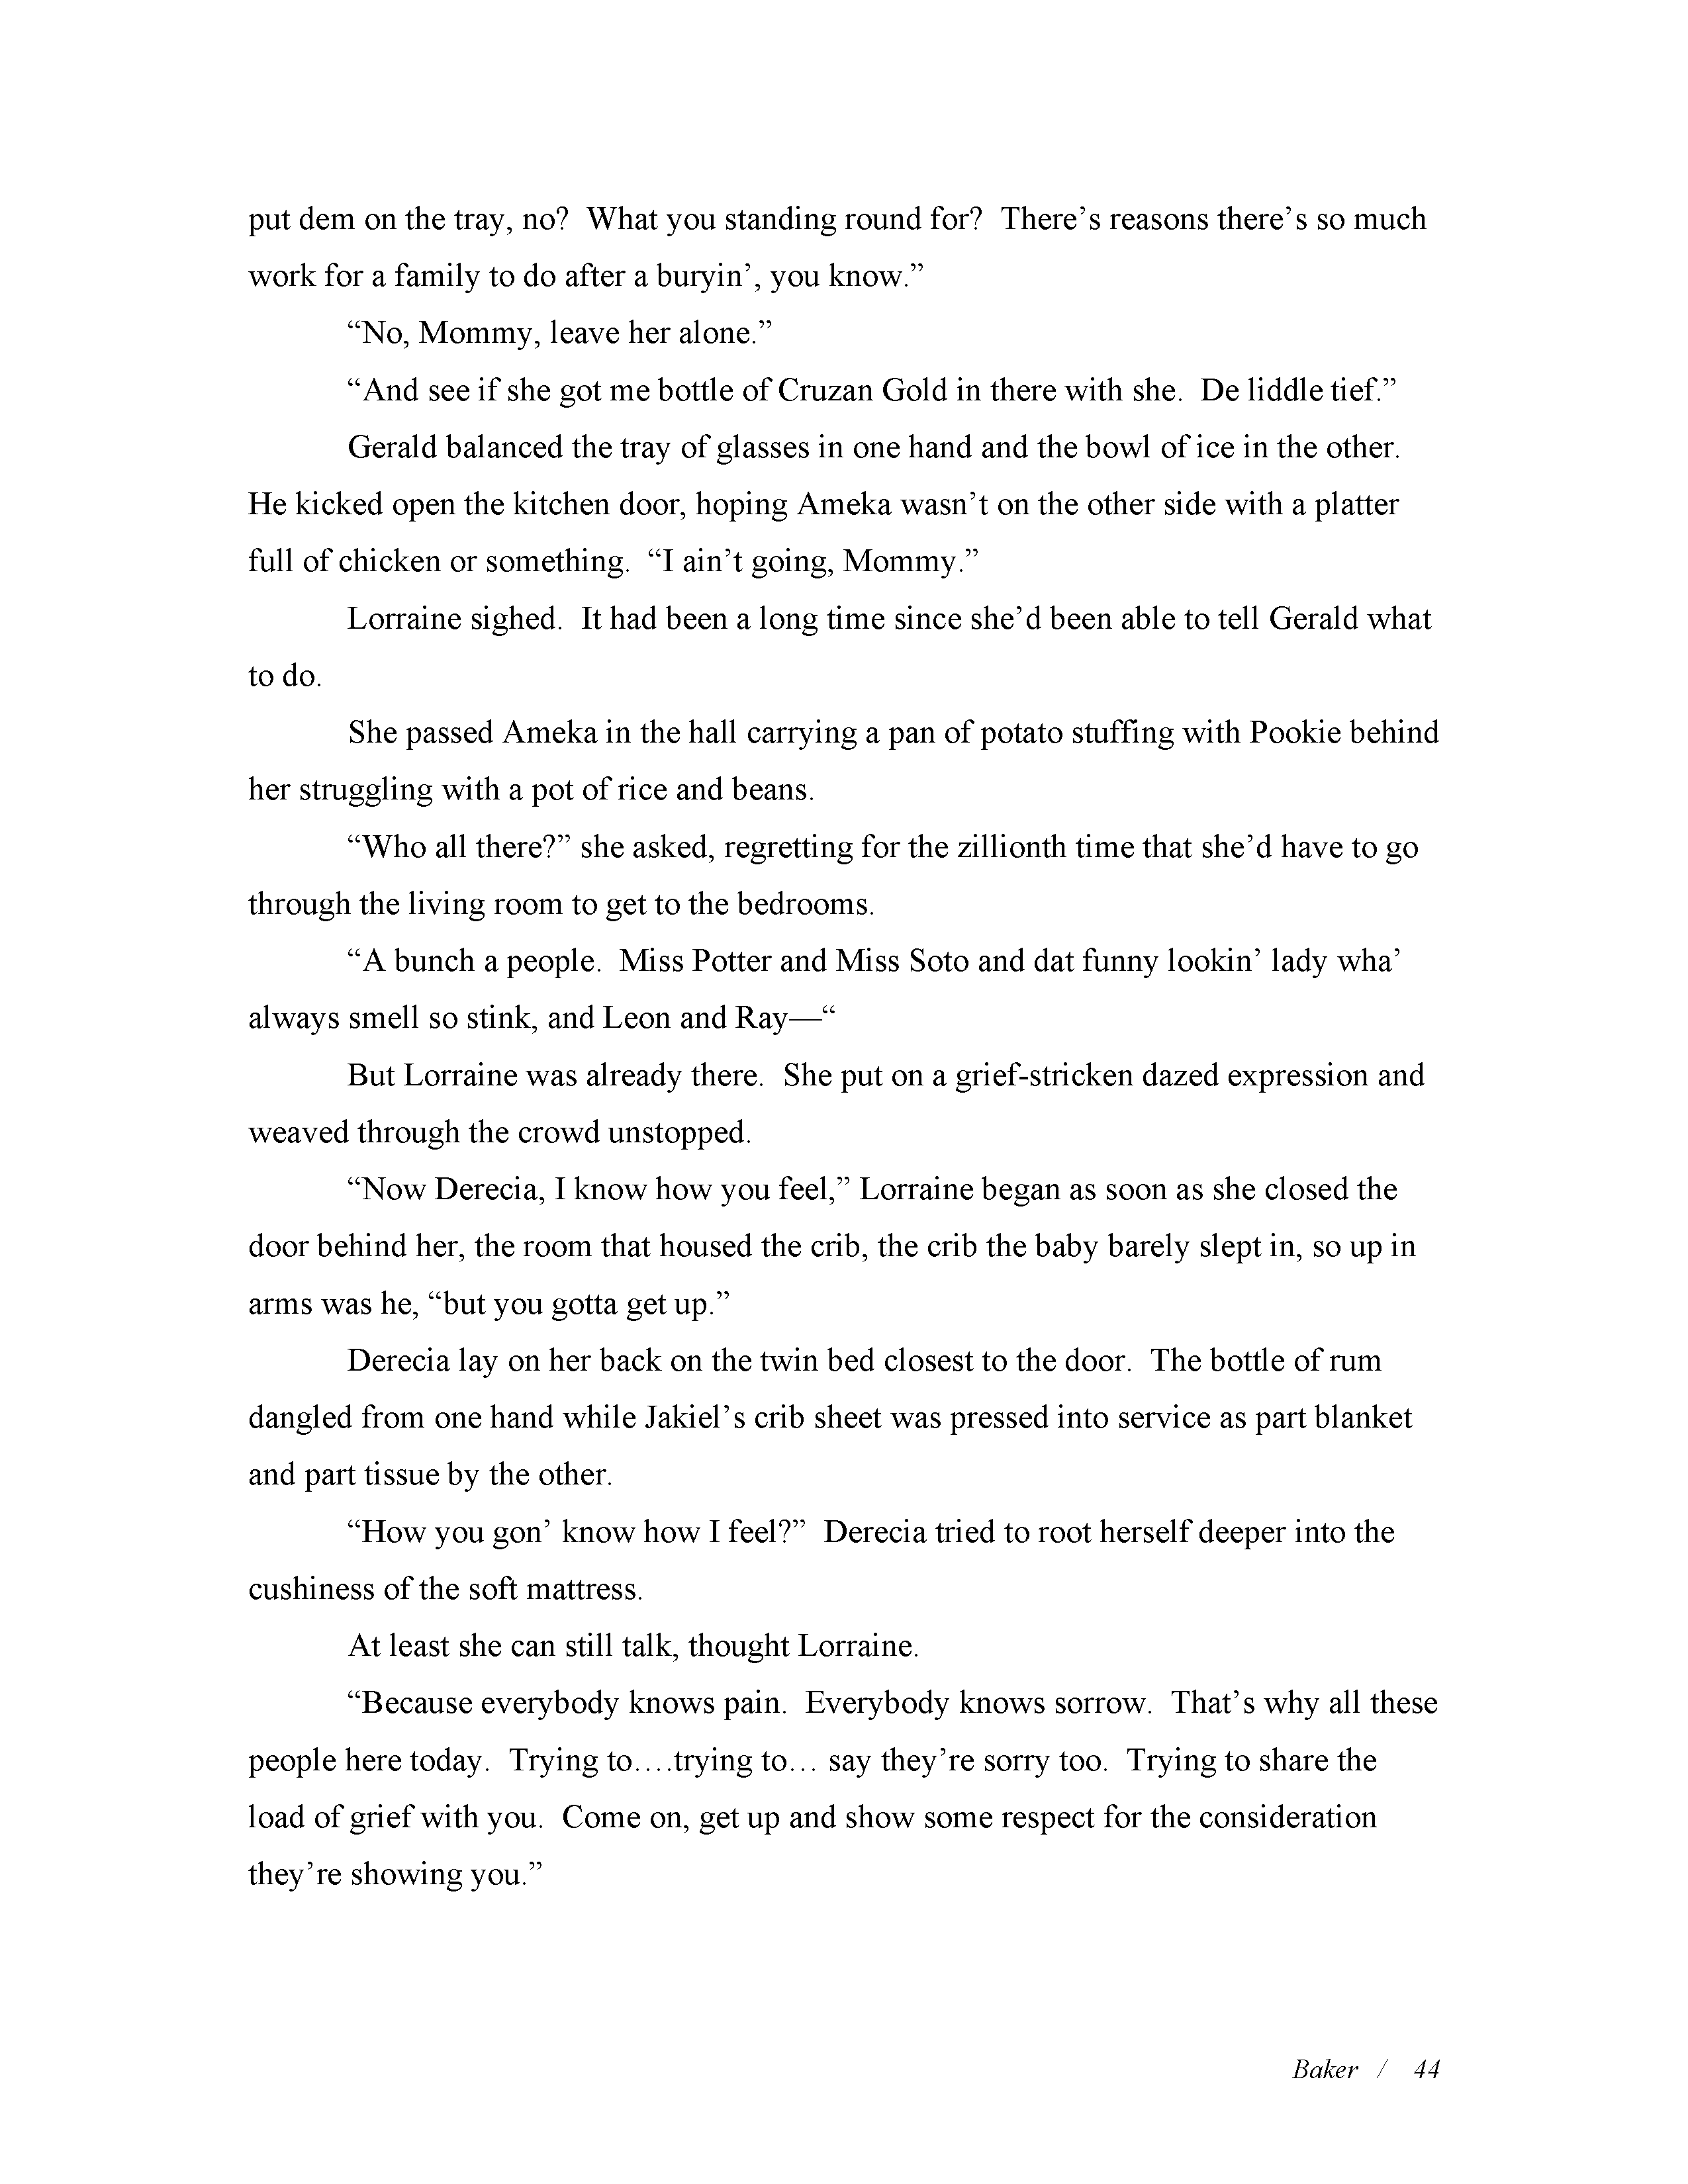 put dem on the tray, no?  What you standing round for?  There’s reasons there’s so much
work for a family to do after a buryin’, you know.”
“No, Mommy, leave her alone.”
“And see if she got me bottle of Cruzan Gold in there with she.  De liddle tief.”
Gerald balanced the tray of glasses in one hand and the bowl of ice in the other.
He kicked open the kitchen door, hoping Ameka wasn’t on the other side with a platter
full of chicken or something.  “I ain’t going, Mommy.”
Lorraine sighed.  It had been a long time since she’d been able to tell Gerald what
to do.
She passed Ameka in the hall carrying a pan of potato stuffing with Pookie behind
her struggling with a pot of rice and beans.
“Who all there?” she asked, regretting for the zillionth time that she’d have to go
through the living room to get to the bedrooms.
“A bunch a people.  Miss Potter and Miss Soto and dat funny lookin’ lady wha’
always smell so stink, and Leon and Ray—“
But Lorraine was already there.  She put on a grief-stricken dazed expression and
weaved through the crowd unstopped.
“Now Derecia, I know how you feel,” Lorraine began as soon as she closed the
door behind her, the room that housed the crib, the crib the baby barely slept in, so up in
arms was he, “but you gotta get up.”
Derecia lay on her back on the twin bed closest to the door.  The bottle of rum
dangled from one hand while Jakiel’s crib sheet was pressed into service as part blanket
and part tissue by the other.
“How you gon’ know how I feel?”  Derecia tried to root herself deeper into the
cushiness of the soft mattress.
At least she can still talk, thought Lorraine.
“Because everybody knows pain.  Everybody knows sorrow.  That’s why all these
people here today.  Trying to….trying to… say they’re sorry too.  Trying to share the
load of grief with you.  Come on, get up and show some respect for the consideration
they’re showing you.”
Baker / 44